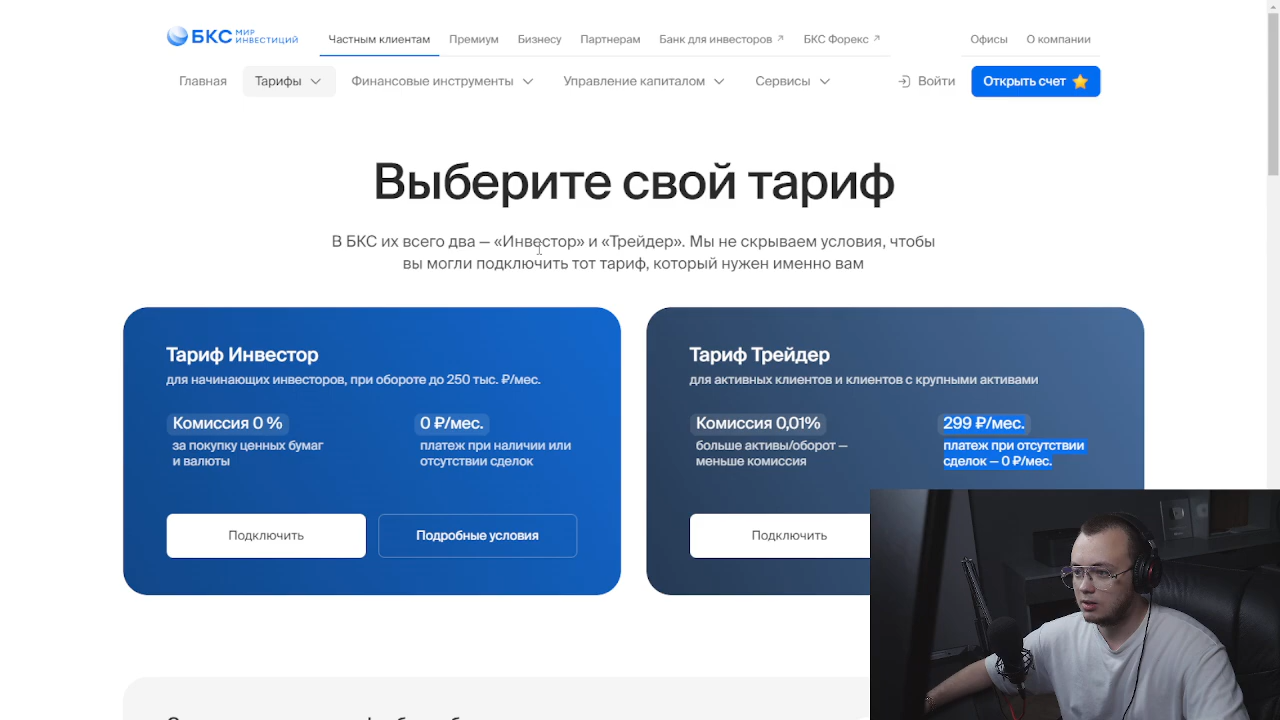 БКС МИР ИНВЕСТИЦИЙ
Частным клиентам Премиум Бизнесу Партнерам Банк для инвесторов БКС Форекс Офисы О компании
Главная Тарифы Финансовые инструменты Управление капиталом Сервисы Войти Открыть счет
Выберите свой тариф
В БКС их всего два — «Инвестор» и «Трейдер». Мы не скрываем условия, чтобы
вы могли подключить тот тариф, который нужен именно вам
Тариф Инвестор
для начинающих инвесторов, при обороте до 250 тыс. ₽/мес.
Комиссия 0 %
за покупку ценных бумаг
и валюты
0 ₽/мес.
платеж при наличии или
отсутствии сделок
Подключить
Подробные условия
Тариф Трейдер
для активных клиентов и клиентов с крупными активами
Комиссия 0,01%
больше активы/оборот —
меньше комиссия
299 ₽/мес.
платеж при отсутствии
сделок — 0 ₽/мес.
Подключить